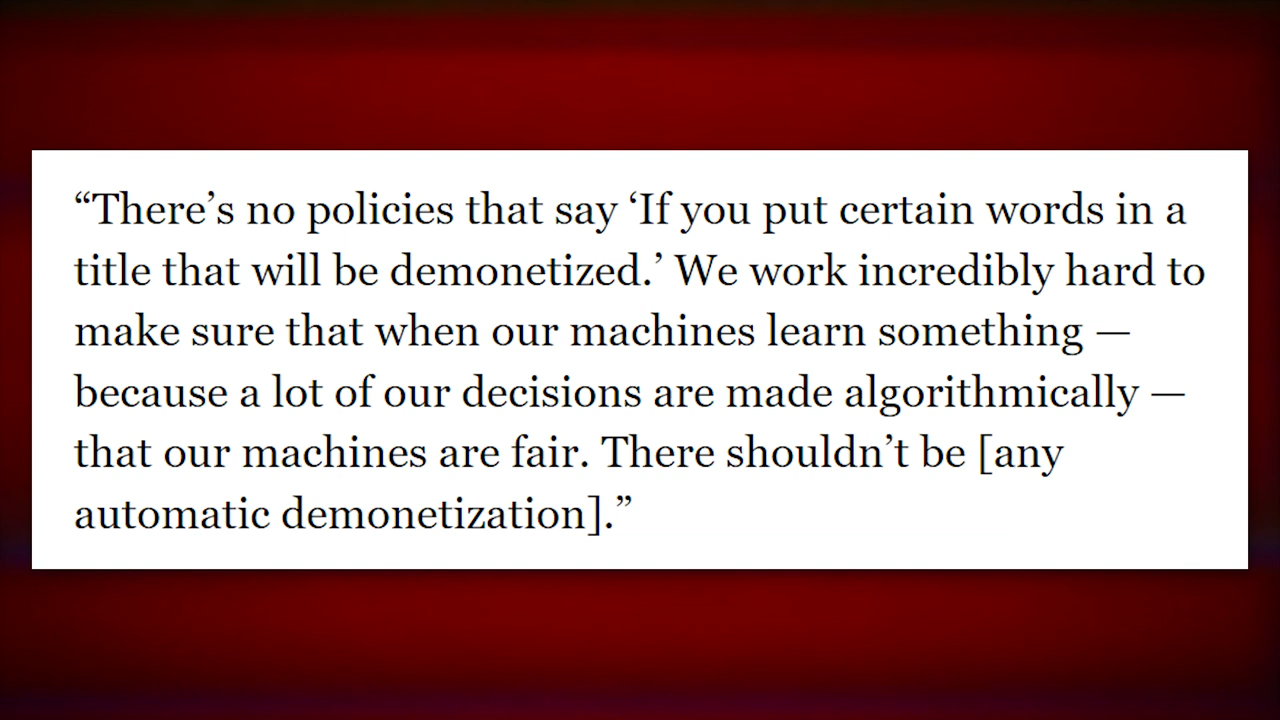 “There’s no policies that say ‘If you put certain words in a
title that will be demonetized.’ We work incredibly hard to
make sure that when our machines learn something —
because a lot of our decisions are made algorithmically —
that our machines are fair. There shouldn’t be [any
automatic demonetization].”